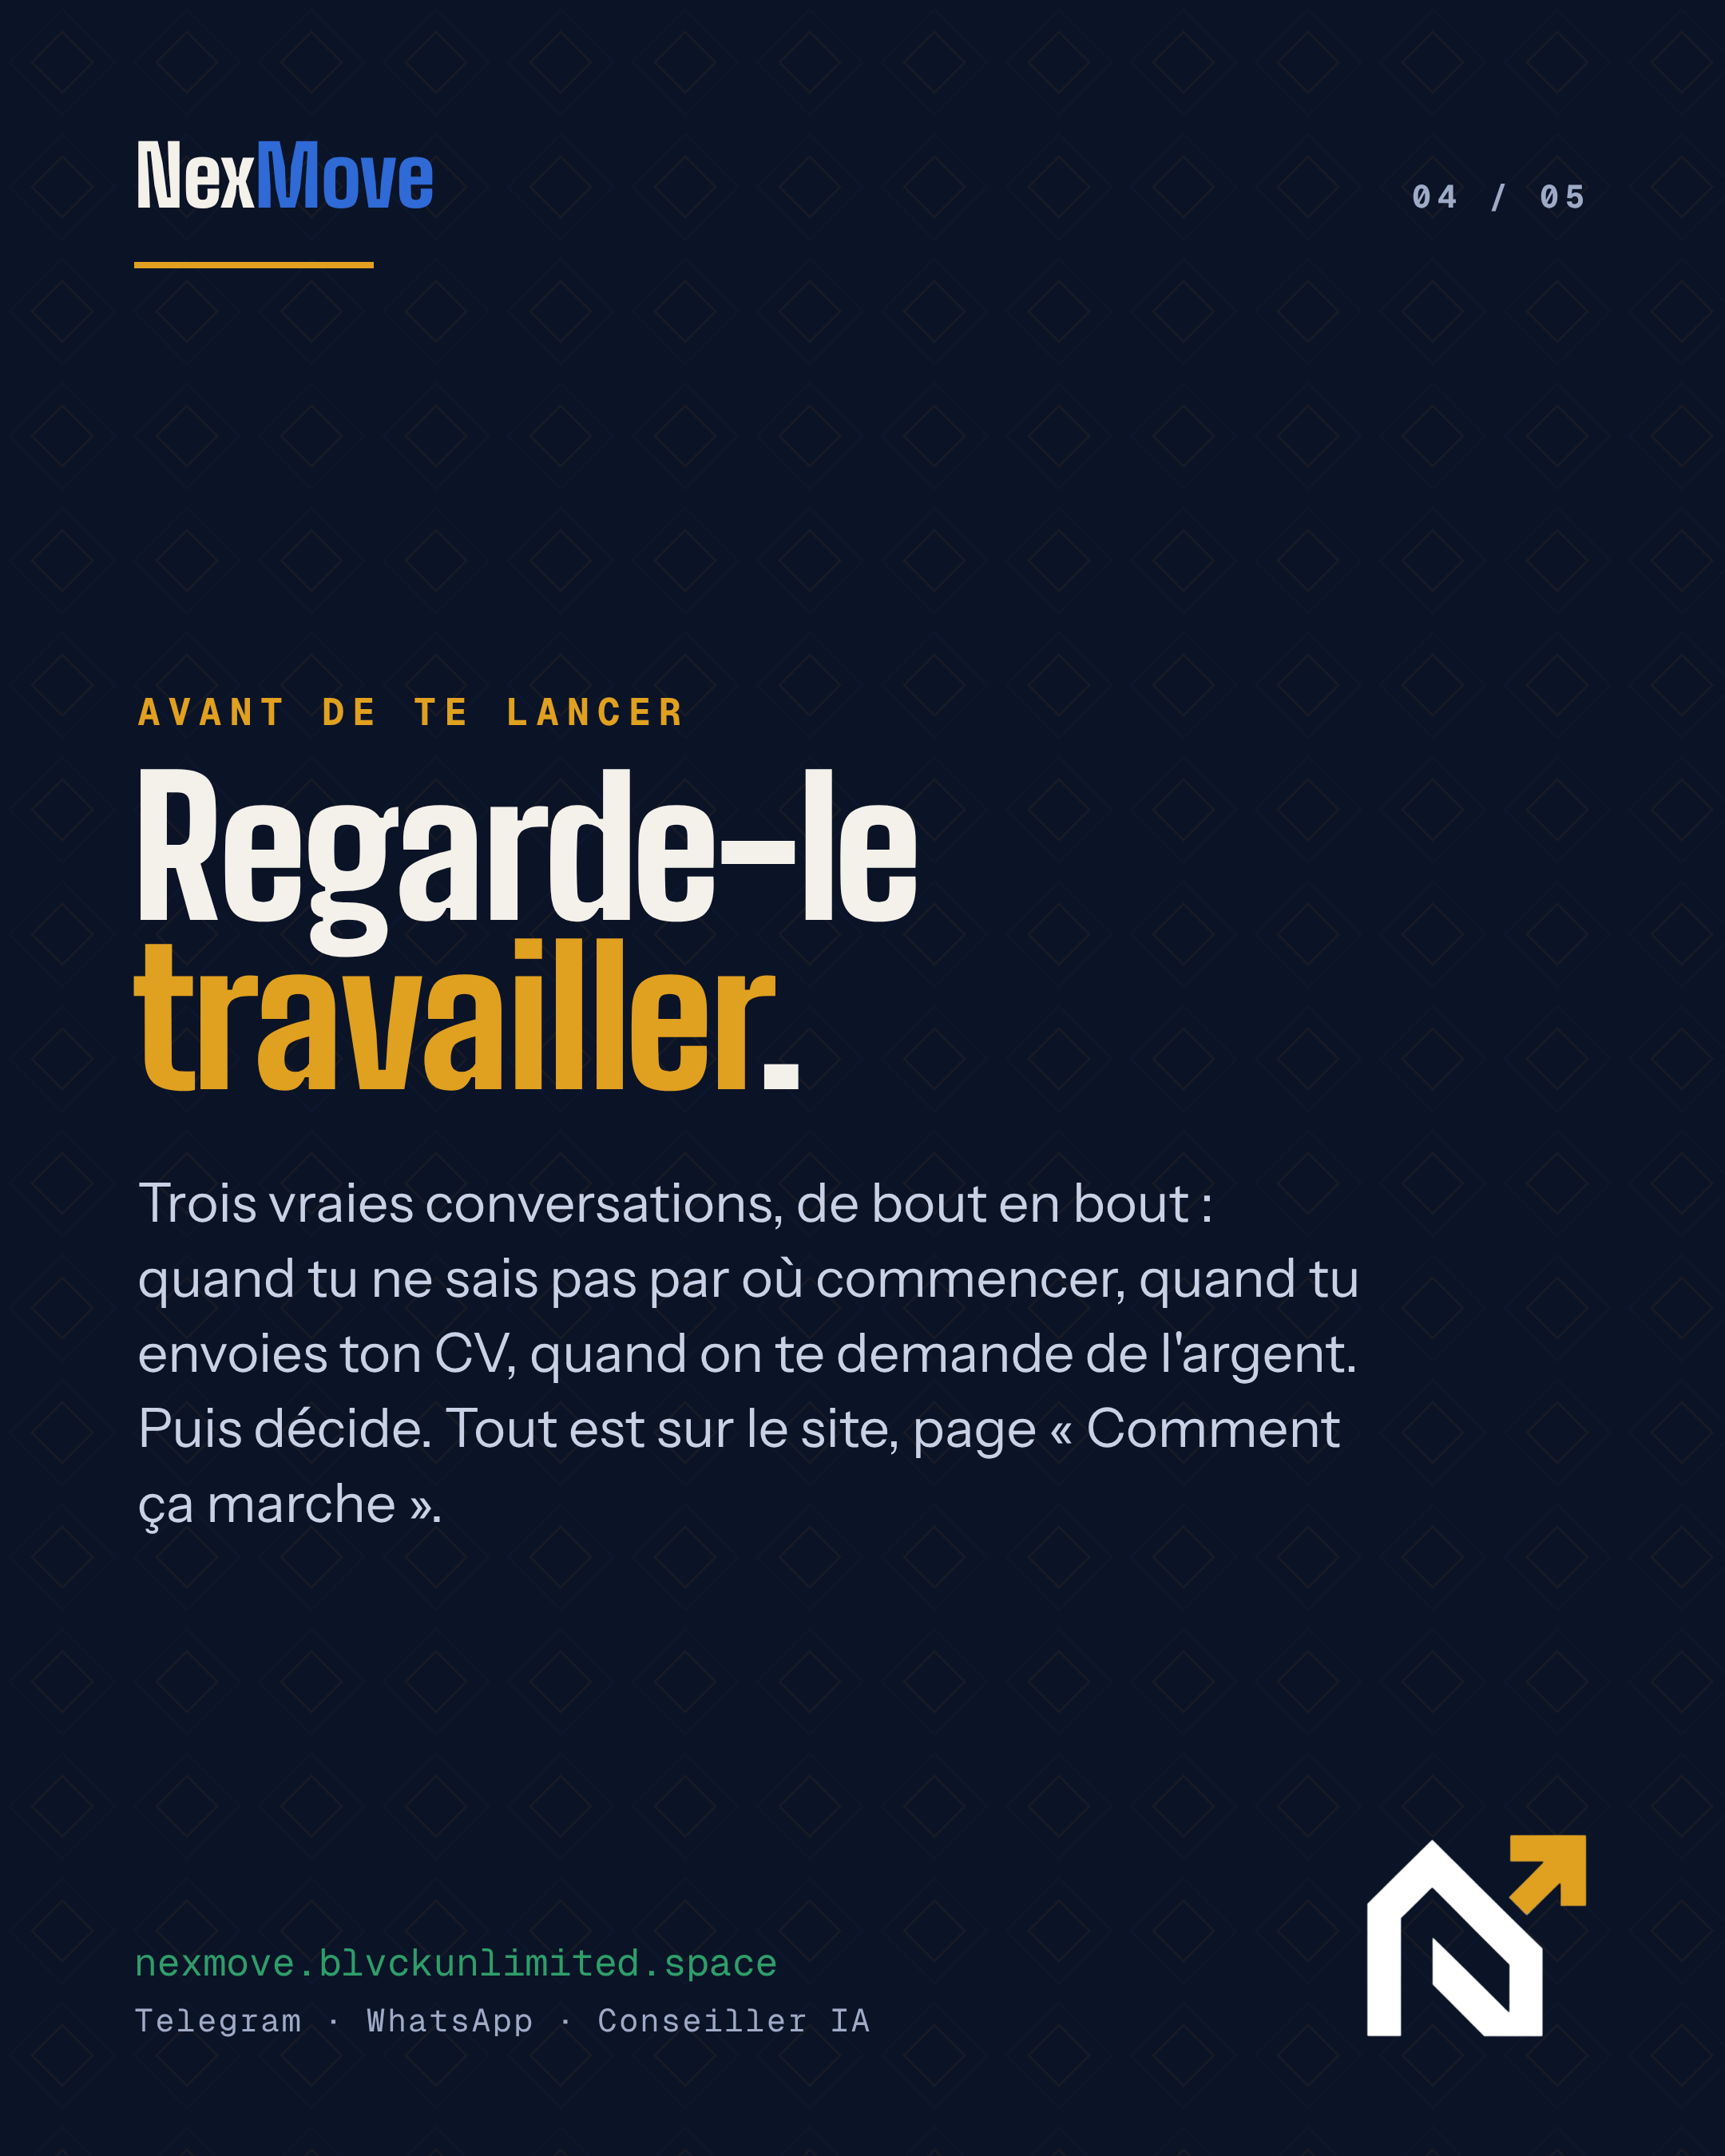 NexMove
04 / 05
AVANT DE TE LANCER
Regarde-le
travailler.
Trois vraies conversations, de bout en bout :
quand tu ne sais pas par où commencer, quand tu
envoies ton CV, quand on te demande de l'argent.
Puis décide. Tout est sur le site, page « Comment
ça marche ».
nexmove.blvckunlimited.space
Telegram · WhatsApp · Conseiller IA